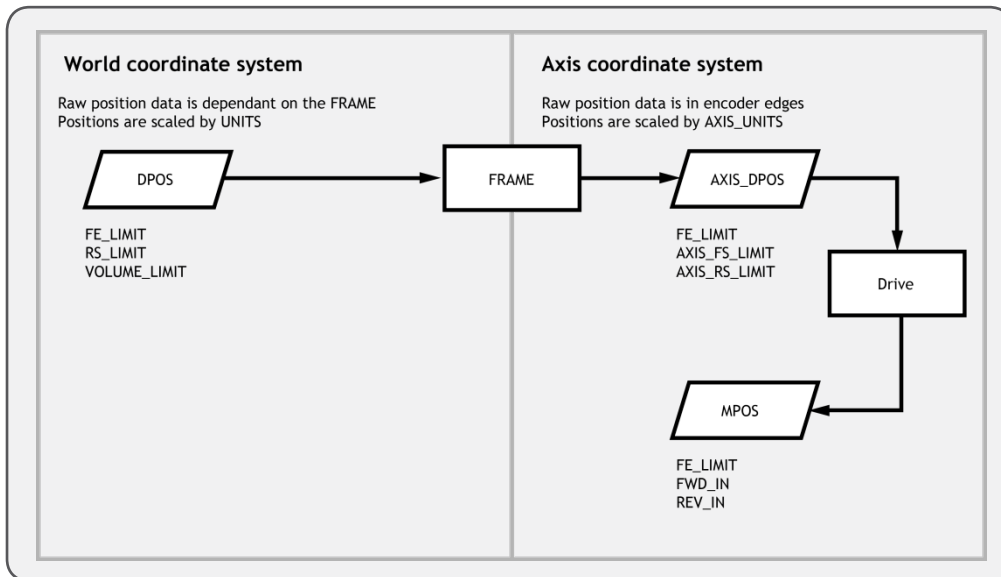 World coordinate system
Raw position data is dependant on the FRAME
Positions are scaled by UNITS
DPOS
FE_LIMIT
RS_LIMIT
VOLUME_LIMIT
FRAME
Axis coordinate system
Raw position data is in encoder edges
Positions are scaled by AXIS_UNITS
AXIS_DPOS
FE_LIMIT
AXIS_FS_LIMIT
AXIS_RS_LIMIT
Drive
MPOS
FE_LIMIT
FWD_IN
REV_IN